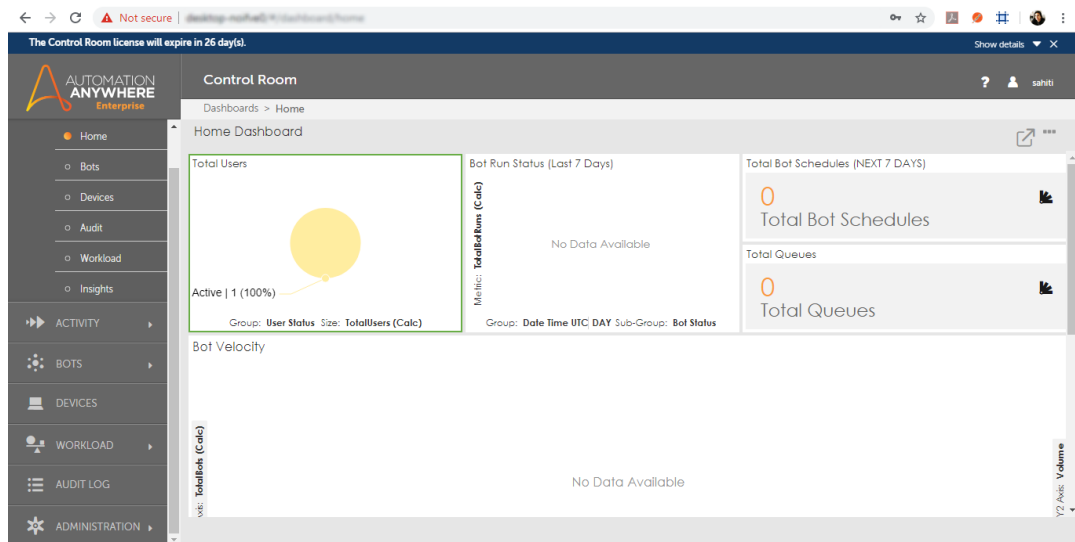 Not secure
The Control Room license will expire in 26 day(s).
Show details
AUTOMATION
ANYWHERE
Enterprise
Control Room
?
sahiti
Dashboards > Home
Home
Bots
Devices
Audit
Workload
Insights
ACTIVITY
BOTS
DEVICES
WORKLOAD
AUDIT LOG
ADMINISTRATION
Home Dashboard
Total Users
Active | 1 (100%)
Group: User Status Size: TotalUsers (Calc)
Bot Run Status (Last 7 Days)
Metric: TotalBotRuns (Calc)
No Data Available
Group: Date Time UTC DAY Sub-Group: Bot Status
Total Bot Schedules (NEXT 7 DAYS)
0
Total Bot Schedules
Total Queues
0
Total Queues
Bot Velocity
TotalBots (Calc)
No Data Available
Y2 Axis: Volume